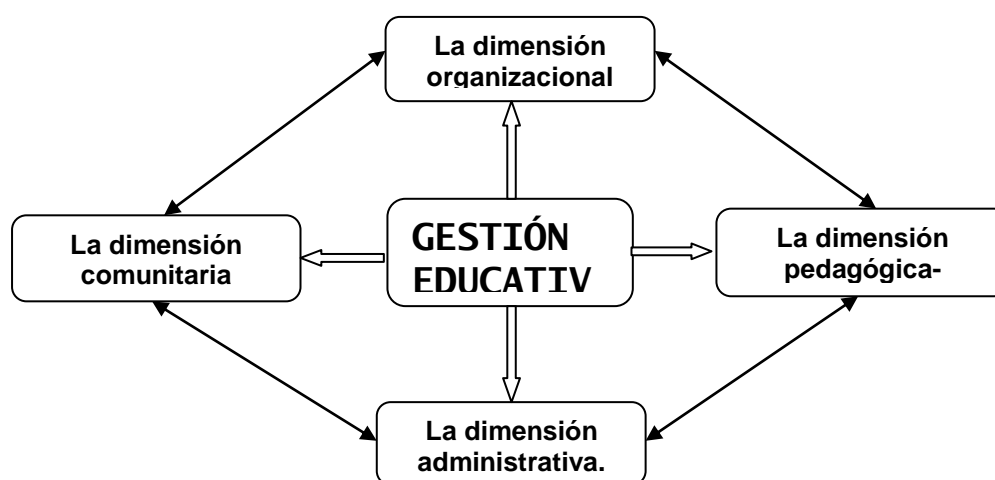 La dimensión
organizacional
GESTIÓN
EDUCATIV
La dimensión
comunitaria
La dimensión
pedagógica-
La dimensión
administrativa.